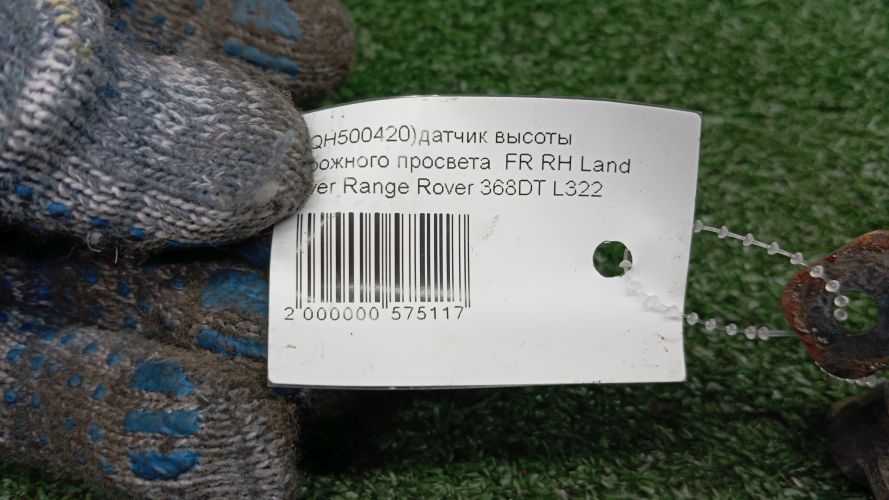 QH500420)датчик высоты
рожного просвета FR RH Land
ver Range Rover 368DT L322
2 000000 575117